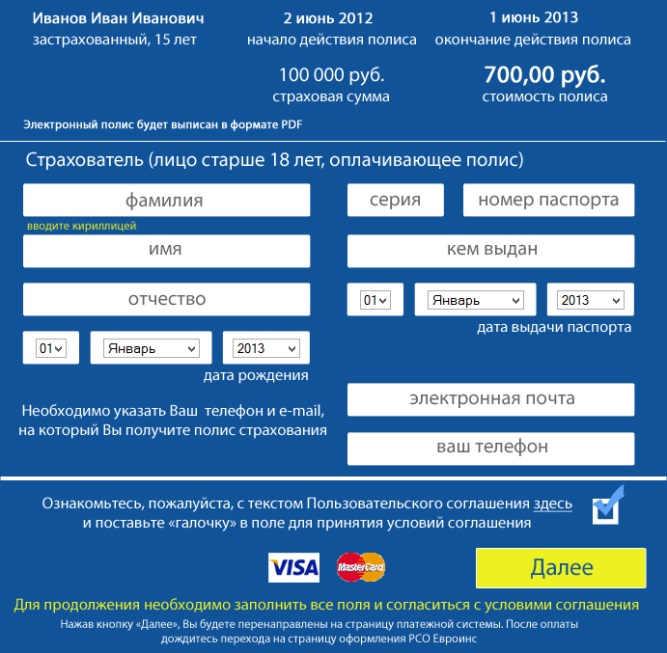 Иванов Иван Иванович
застрахованный, 15 лет
2 июнь 2012
начало действия полиса
1 июнь 2013
окончание действия полиса
100 000 руб.
страховая сумма
700,00 руб.
стоимость полиса
Электронный полис будет выписан в формате PDF
Страхователь (лицо старше 18 лет, оплачивающее полис)
фамилия
вводите кириллицей
имя
отчество
01 Январь 2013
дата рождения
серия
номер паспорта
кем выдан
01 Январь 2013
дата выдачи паспорта
Необходимо указать Ваш телефон и e-mail,
на который Вы получите полис страхования
электронная почта
ваш телефон
Ознакомьтесь, пожалуйста, с текстом Пользовательского соглашения здесь
и поставьте «галочку» в поле для принятия условий соглашения
VISA
MasterCard
Далее
Для продолжения необходимо заполнить все поля и согласиться с условиями соглашения
Нажав кнопку «Далее», Вы будете перенаправлены на страницу платежной системы. После оплаты
дождитесь перехода на страницу оформления РСО Евроинс